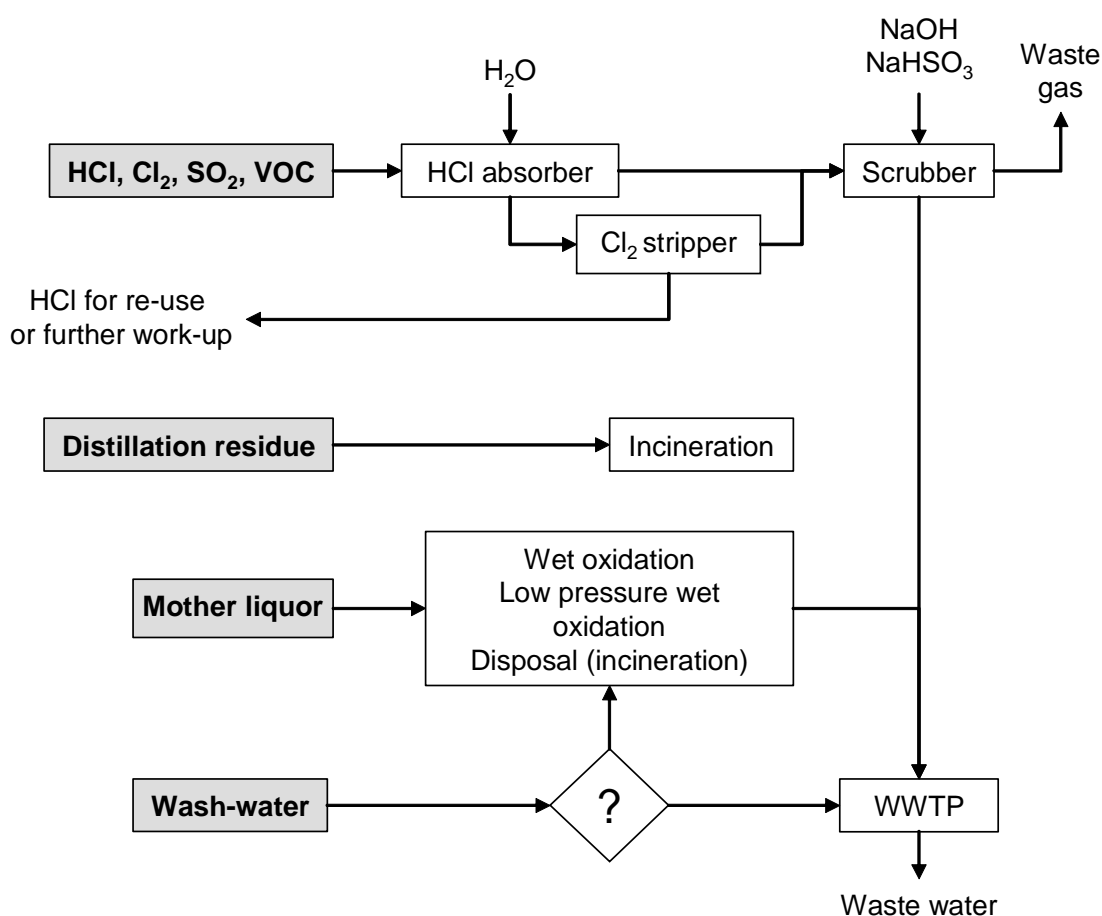 NaOH
NaHSO₃
Waste
gas
H₂O
HCl, Cl₂, SO₂, VOC
HCl absorber
Scrubber
Cl₂ stripper
HCl for re-use
or further work-up
Distillation residue
Incineration
Mother liquor
Wet oxidation
Low pressure wet
oxidation
Disposal (incineration)
Wash-water
?
WWTP
Waste water